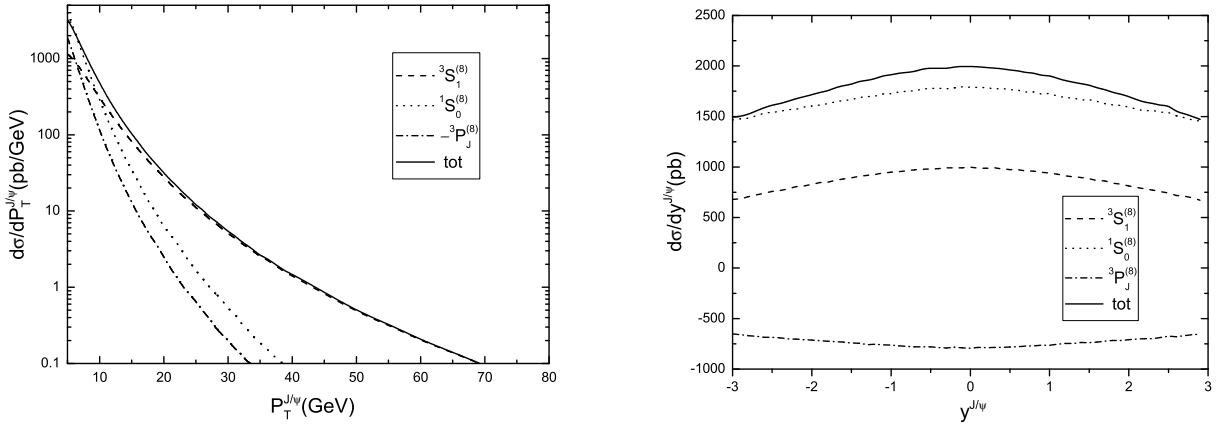 1000
100
10
1
0.1
dσ/dP_T^{J/ψ}(pb/GeV)
10 20 30 40 50 60 70 80
P_T^{J/ψ}(GeV)
³S₁⁽⁸⁾
¹S₀⁽⁸⁾
−³P_J⁽⁸⁾
tot
2500
2000
1500
1000
500
0
-500
-1000
dσ/dy^{J/ψ}(pb)
-3 -2 -1 0 1 2 3
y^{J/ψ}
³S₁⁽⁸⁾
¹S₀⁽⁸⁾
³P_J⁽⁸⁾
tot